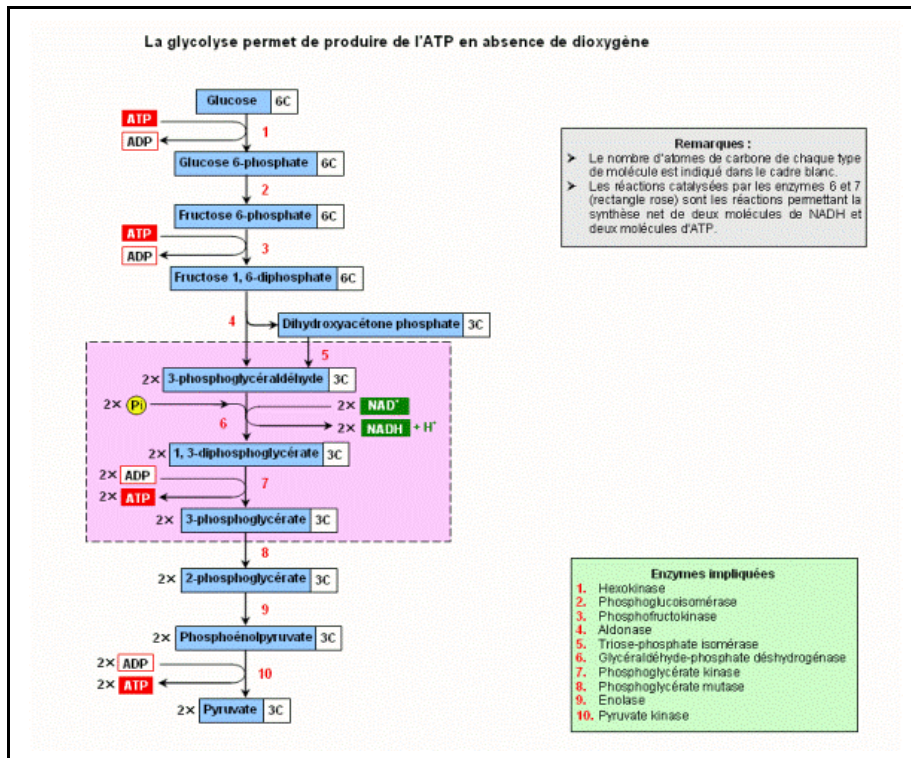 La glycolyse permet de produire de l'ATP en absence de dioxygène
Glucose 6C
ATP
ADP
1
Glucose 6-phosphate 6C
2
Fructose 6-phosphate 6C
ATP
ADP
3
Fructose 1, 6-diphosphate 6C
4
Dihydroxyacétone phosphate 3C
5
2× 3-phosphoglycéraldéhyde 3C
2× Pi
2× NAD⁺
6
2× NADH + H⁺
2× 1, 3-diphosphoglycérate 3C
2× ADP
2× ATP
7
2× 3-phosphoglycérate 3C
8
2× 2-phosphoglycérate 3C
9
2× Phosphoénolpyruvate 3C
2× ADP
2× ATP
10
2× Pyruvate 3C
Remarques :
➤ Le nombre d'atomes de carbone de chaque type
de molécule est indiqué dans le cadre blanc.
➤ Les réactions catalysées par les enzymes 6 et 7
(rectangle rose) sont les réactions permettant la
synthèse net de deux molécules de NADH et
deux molécules d'ATP.
Enzymes impliquées
1. Hexokinase
2. Phosphoglucoisomérase
3. Phosphofructokinase
4. Aldonase
5. Triose-phosphate isomérase
6. Glycéraldéhyde-phosphate déshydrogénase
7. Phosphoglycérate kinase
8. Phosphoglycérate mutase
9. Enolase
10. Pyruvate kinase